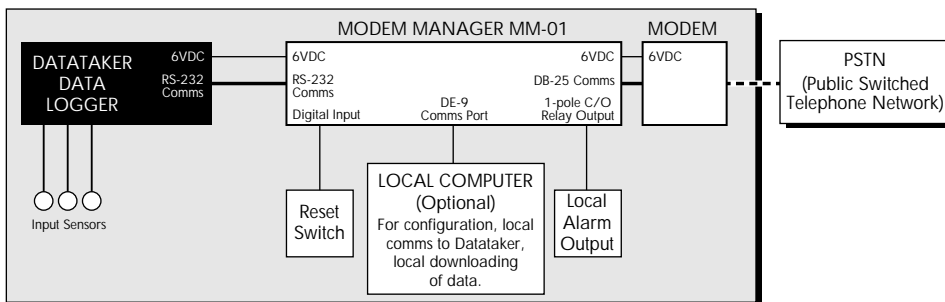 MODEM MANAGER MM-01
MODEM
DATATAKER
DATA
LOGGER
6VDC
RS-232
Comms
6VDC
RS-232
Comms
Digital Input
DE-9
Comms Port
6VDC
DB-25 Comms
1-pole C/O
Relay Output
6VDC
PSTN
(Public Switched
Telephone Network)
Input Sensors
Reset
Switch
LOCAL COMPUTER
(Optional)
For configuration, local
comms to Datataker,
local downloading
of data.
Local
Alarm
Output